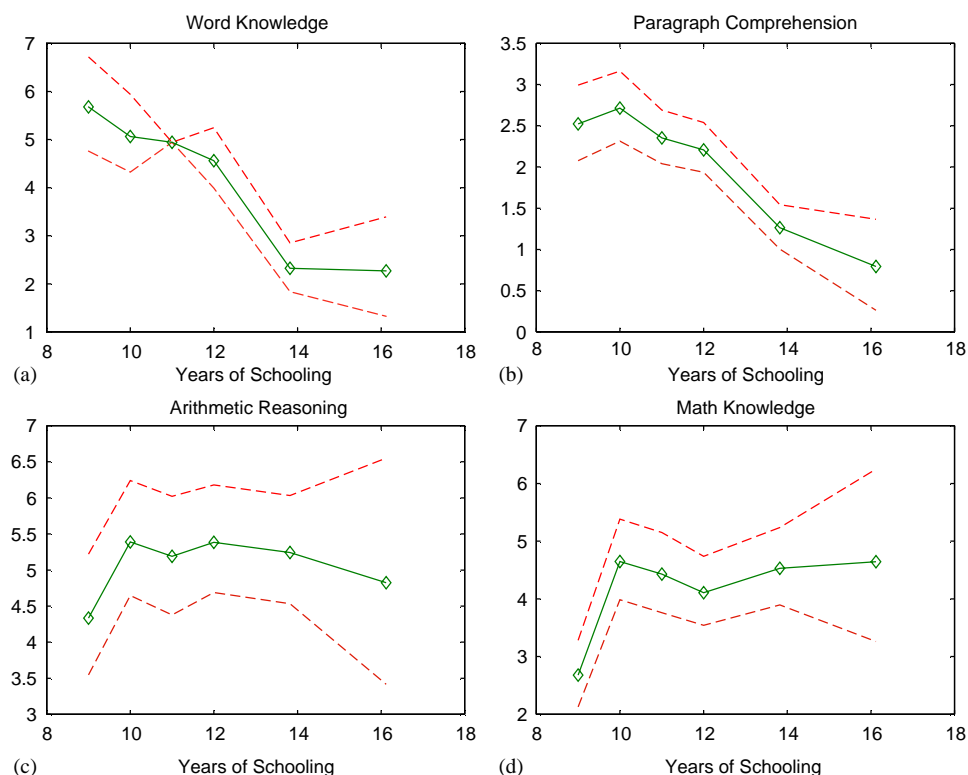 Word Knowledge
7
6
5
4
3
2
1
8 10 12 14 16 18
(a) Years of Schooling
Paragraph Comprehension
3.5
3
2.5
2
1.5
1
0.5
0
8 10 12 14 16 18
(b) Years of Schooling
Arithmetic Reasoning
7
6.5
6
5.5
5
4.5
4
3.5
3
8 10 12 14 16 18
(c) Years of Schooling
Math Knowledge
7
6
5
4
3
2
8 10 12 14 16 18
(d) Years of Schooling